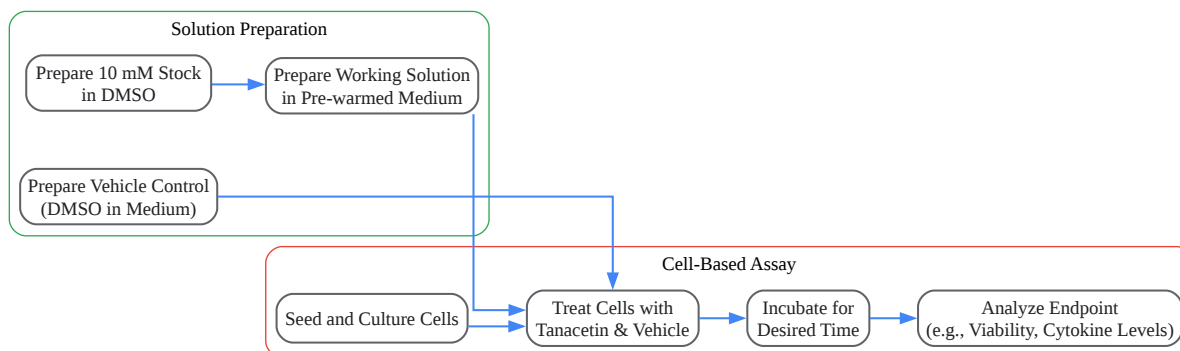 Solution Preparation
Prepare 10 mM Stock
in DMSO
Prepare Working Solution
in Pre-warmed Medium
Prepare Vehicle Control
(DMSO in Medium)
Cell-Based Assay
Seed and Culture Cells
Treat Cells with
Tanacetin & Vehicle
Incubate for
Desired Time
Analyze Endpoint
(e.g., Viability, Cytokine Levels)